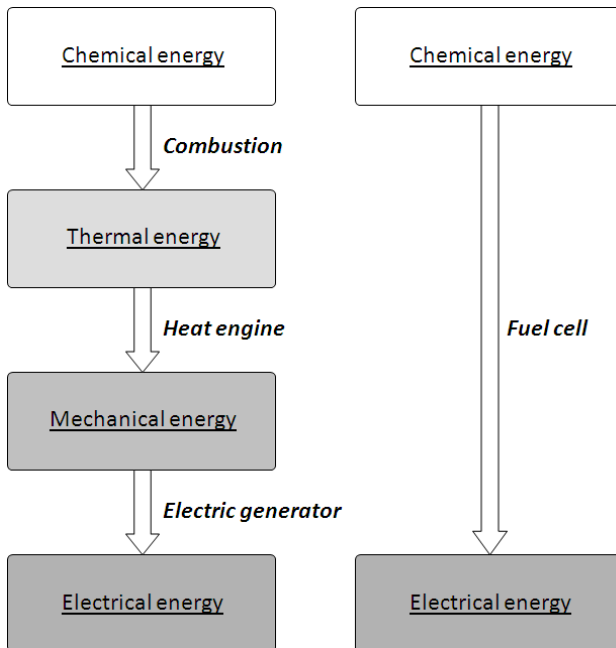 Chemical energy
Combustion
Thermal energy
Heat engine
Mechanical energy
Electric generator
Electrical energy
Chemical energy
Fuel cell
Electrical energy